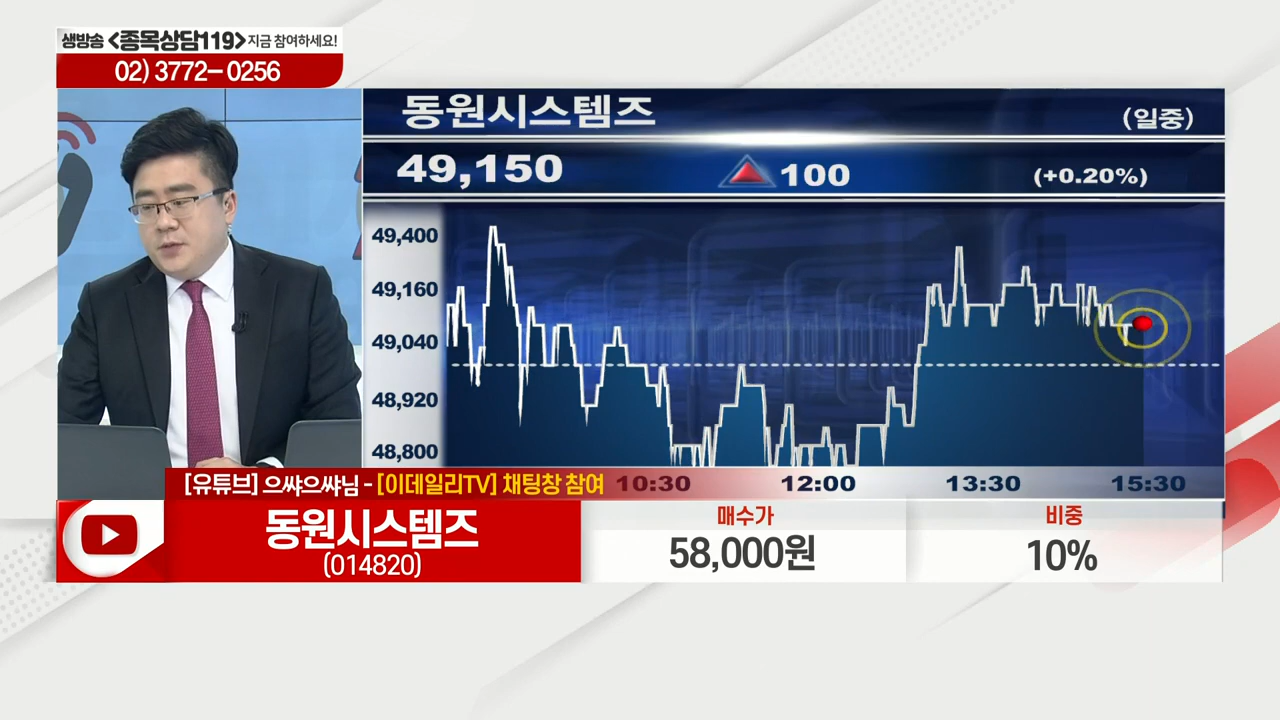 생방송 <종목상담119> 지금 참여하세요!
02) 3772-0256
동원시스템즈
(일중)
49,150
100
(+0.20%)
49,400
49,160
49,040
48,920
48,800
10:30
12:00
13:30
15:30
[유튜브] 으쌰으쌰님 - [이데일리TV] 채팅창 참여
동원시스템즈
(014820)
매수가
58,000원
비중
10%